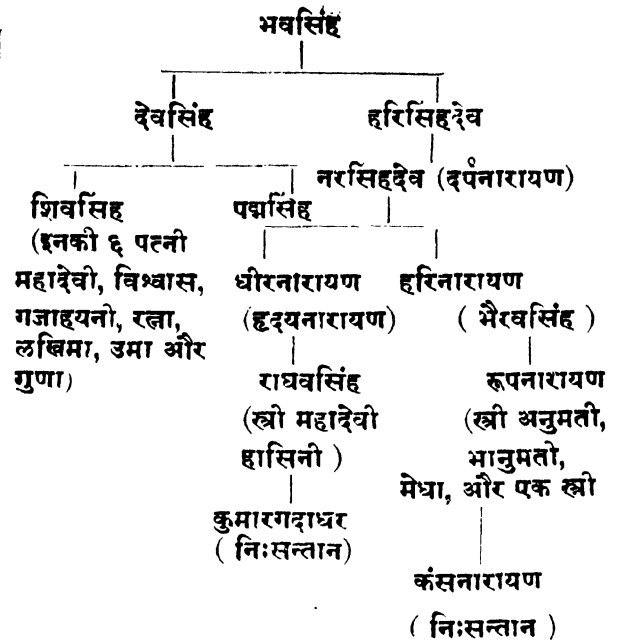 भवसिंह
देवसिंह हरिसिंहदेव
नरसिंहदेव (दर्पनारायण)
शिवसिंह पद्मसिंह
(इनकी ६ पत्नी
महादेवी, विश्वास, धीरनारायण हरिनारायण
गजाहयनो, रत्ना, (हृदयनारायण) ( भैरवसिंह )
लखिमा, उमा और
गुणा) राघवसिंह रूपनारायण
(स्त्री महादेवी (स्त्री अनुमती,
हासिनी ) भानुमतो,
मेधा, और एक स्त्री
कुमारगदाधर
( निःसन्तान)
कंसनारायण
( निःसन्तान )